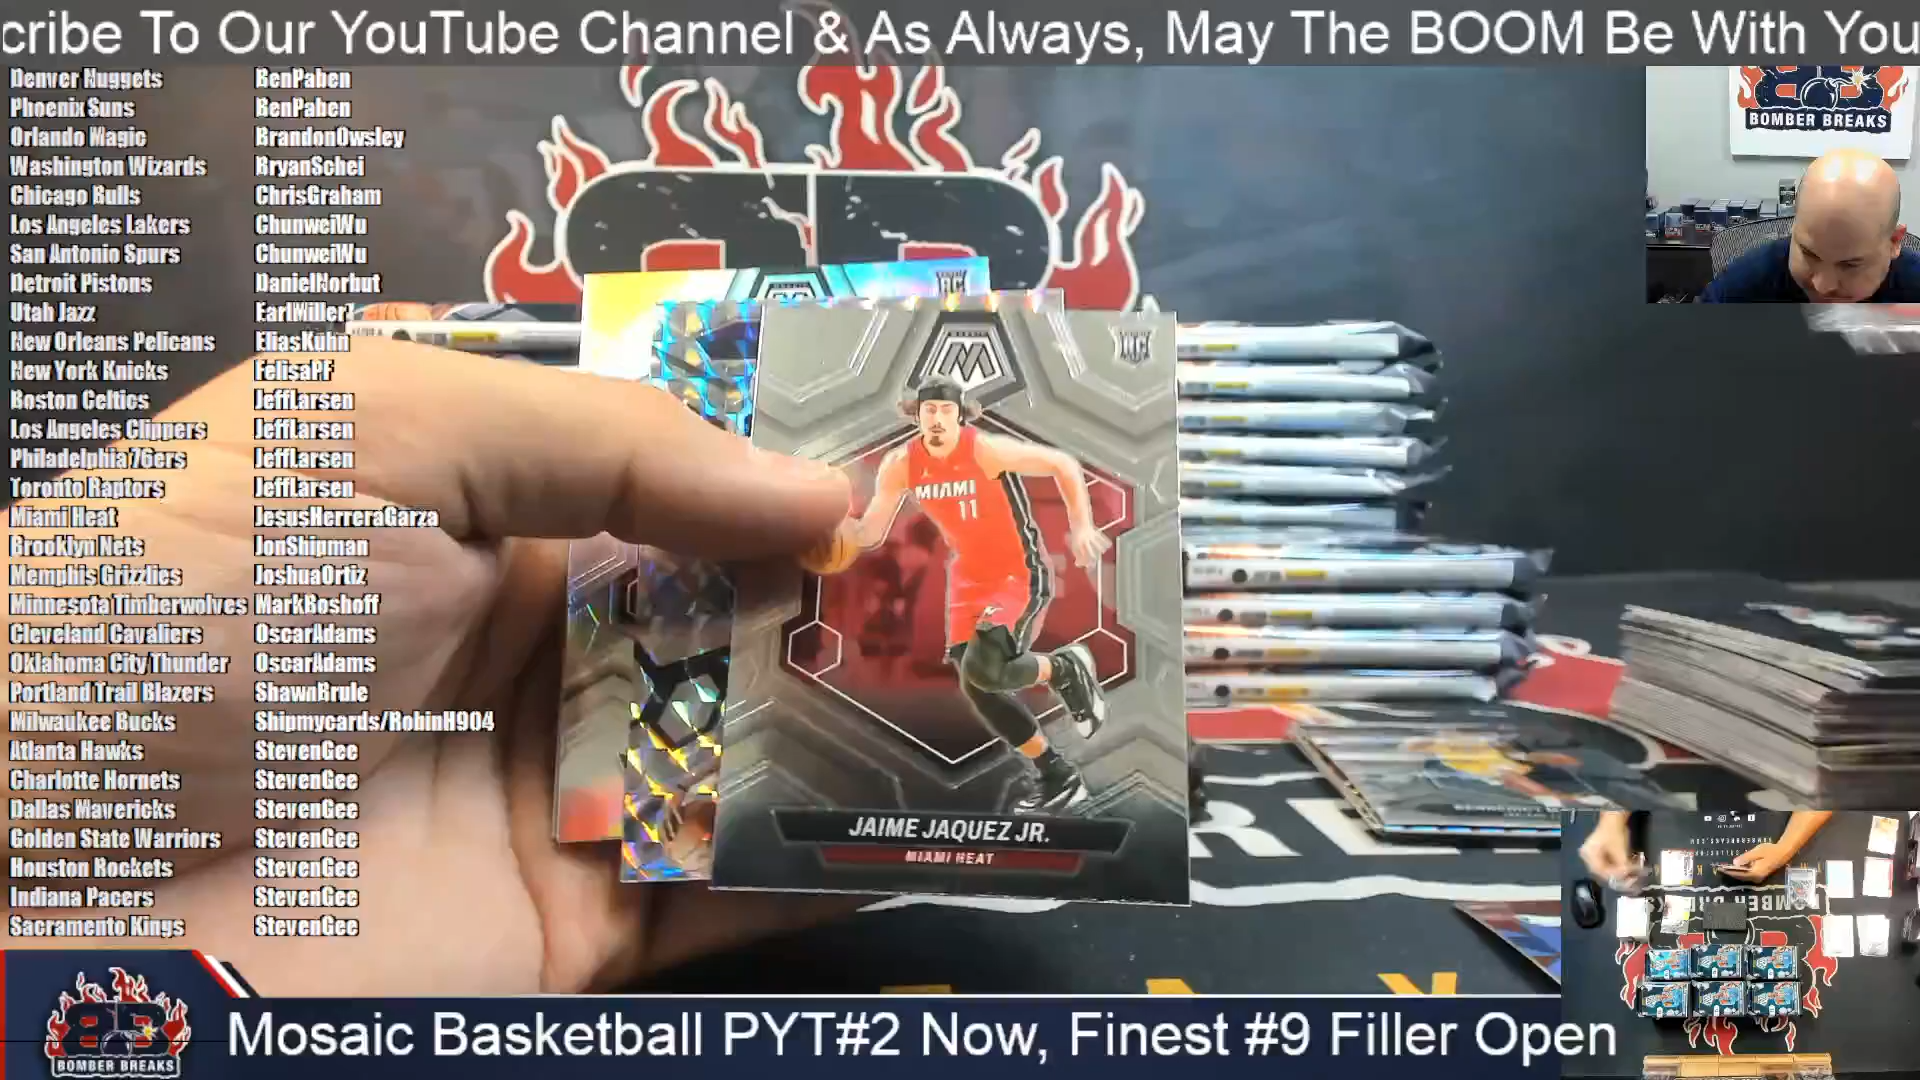 cribe To Our YouTube Channel & As Always, May The BOOM Be With You
Denver Nuggets BenPaben
Phoenix Suns BenPaben
Orlando Magic BrandonOwsley
Washington Wizards BryanSchei
Chicago Bulls ChrisGraham
Los Angeles Lakers ChunweiWu
San Antonio Spurs ChunweiWu
Detroit Pistons DanielNorbut
Utah Jazz EarlMiller7
New Orleans Pelicans EliasKuhn
New York Knicks FelisaPF
Boston Celtics JeffLarsen
Los Angeles Clippers JeffLarsen
Philadelphia 76ers JeffLarsen
Toronto Raptors JeffLarsen
Miami Heat JesusHerreraGarza
Brooklyn Nets JonShipman
Memphis Grizzlies JoshuaOrtiz
Minnesota Timberwolves MarkBoshoff
Cleveland Cavaliers OscarAdams
Oklahoma City Thunder OscarAdams
Portland Trail Blazers ShawnBrule
Milwaukee Bucks Shipmycards/RobinH904
Atlanta Hawks StevenGee
Charlotte Hornets StevenGee
Dallas Mavericks StevenGee
Golden State Warriors StevenGee
Houston Rockets StevenGee
Indiana Pacers StevenGee
Sacramento Kings StevenGee
BOMBER BREAKS
RC
RC
MIAMI
11
JAIME JAQUEZ JR.
MIAMI HEAT
BOMBER BREAKS
Mosaic Basketball PYT#2 Now, Finest #9 Filler Open